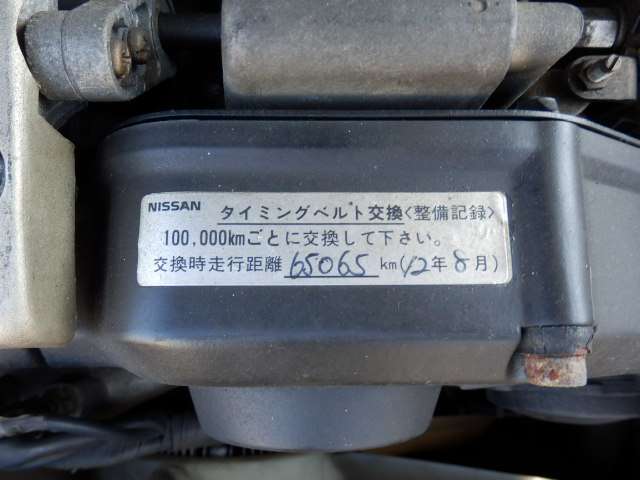 NISSAN タイミングベルト交換〈整備記録〉
100,000kmごとに交換して下さい。
交換時走行距離 65065 km(12年8月)